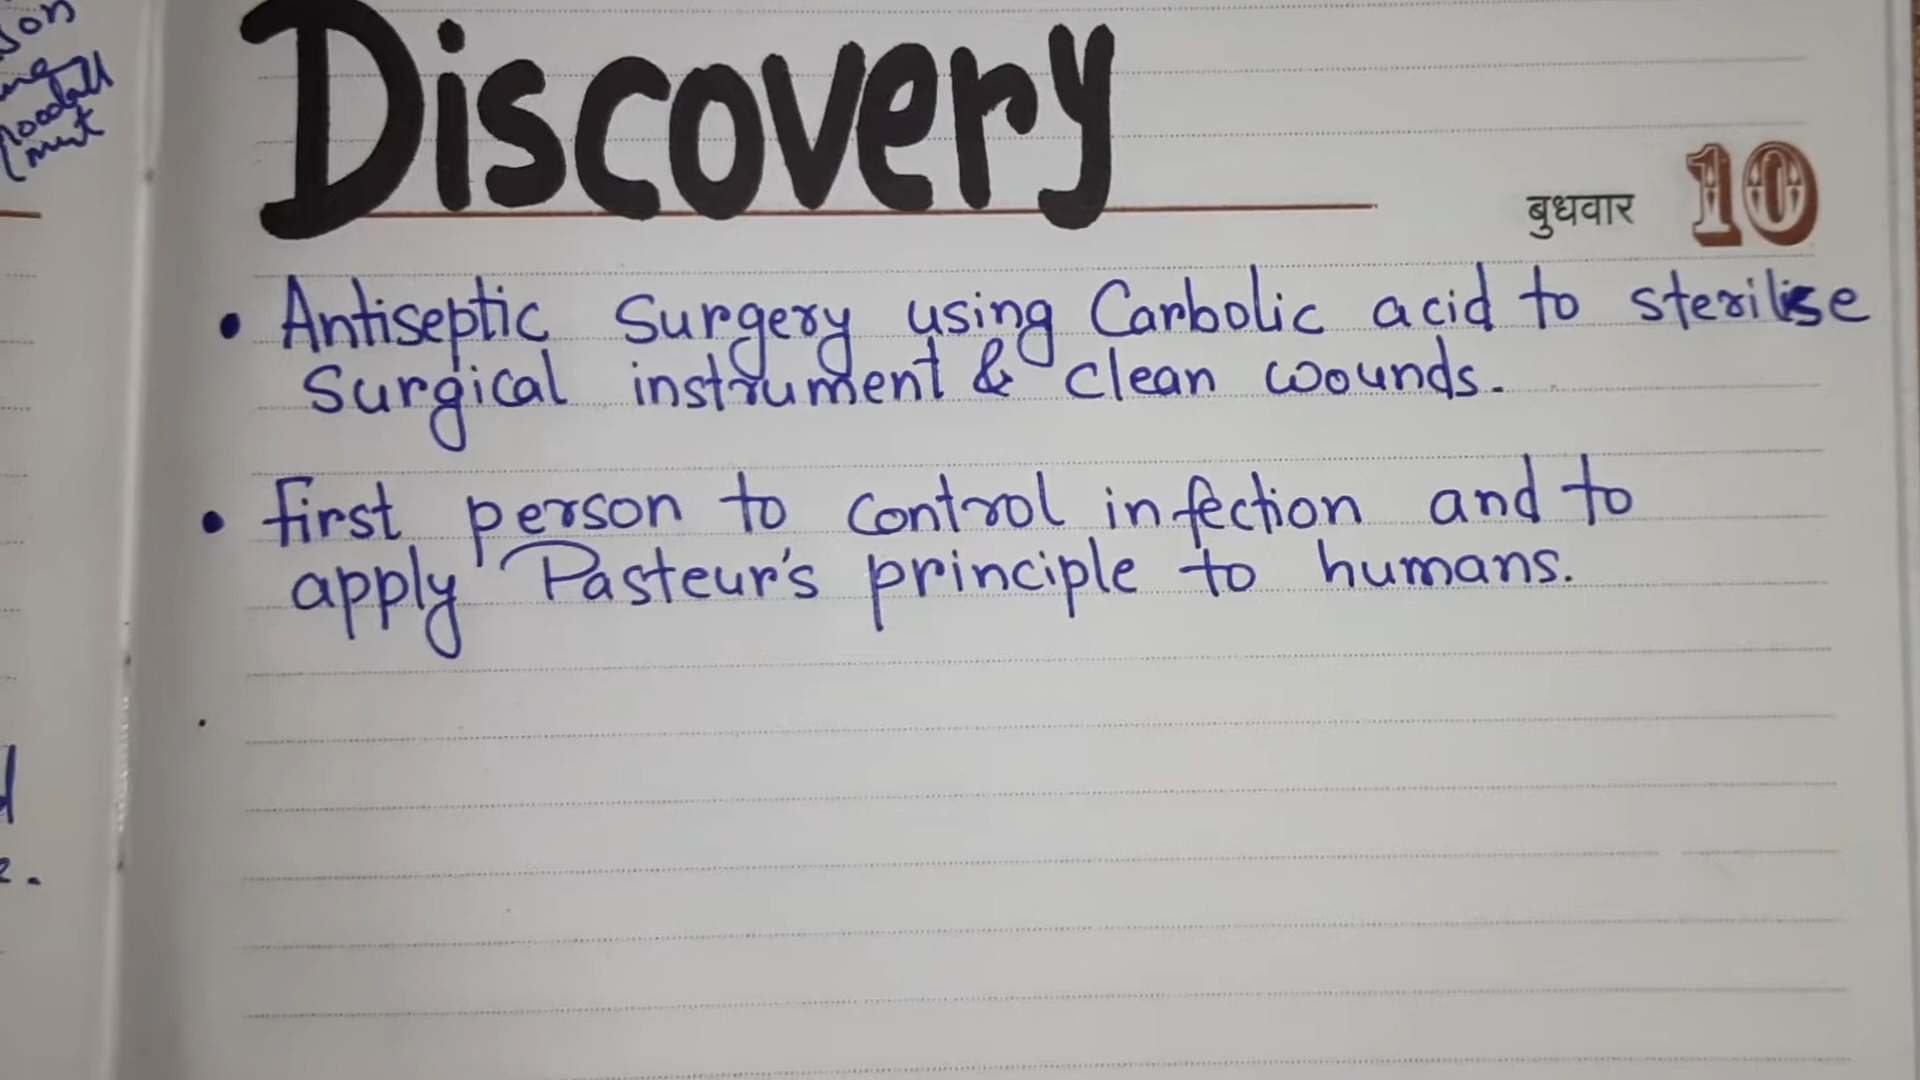 Discovery
बुधवार 10
• Antiseptic Surgery using Carbolic acid to sterilise
Surgical instrument & clean wounds.
• first person to control infection and to
apply Pasteur's principle to humans.